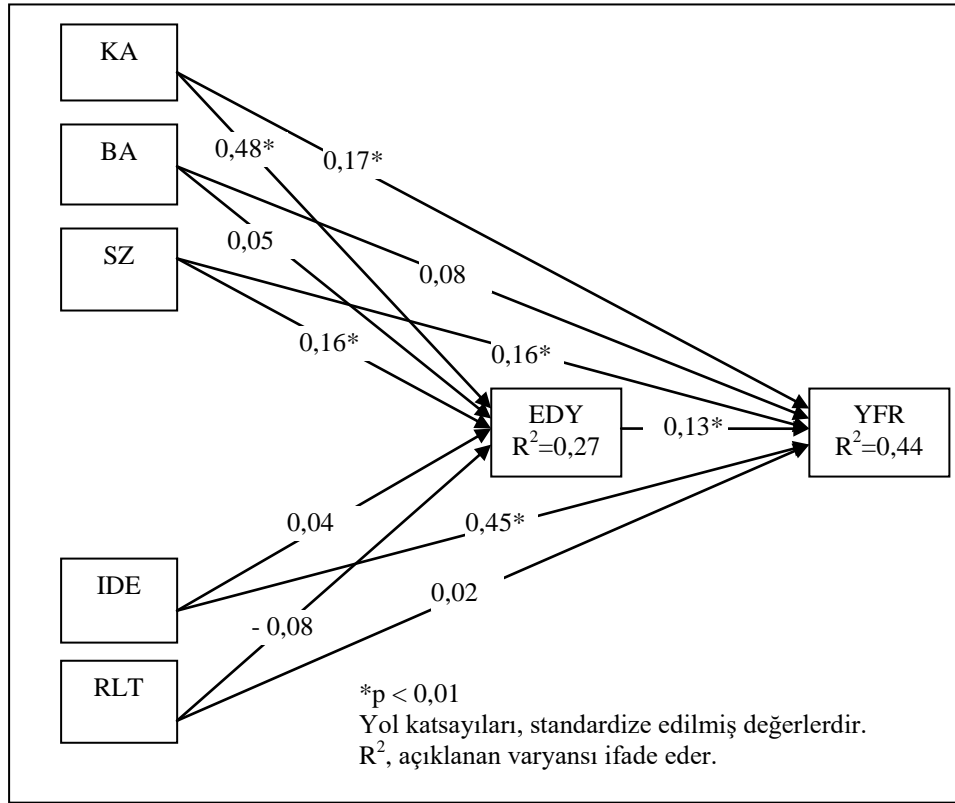 KA
BA
SZ
0,48*
0,17*
0,05
0,08
0,16*
0,16*
EDY
R²=0,27
0,13*
YFR
R²=0,44
0,04
0,45*
IDE
0,02
- 0,08
RLT
*p < 0,01
Yol katsayıları, standardize edilmiş değerlerdir.
R², açıklanan varyansı ifade eder.